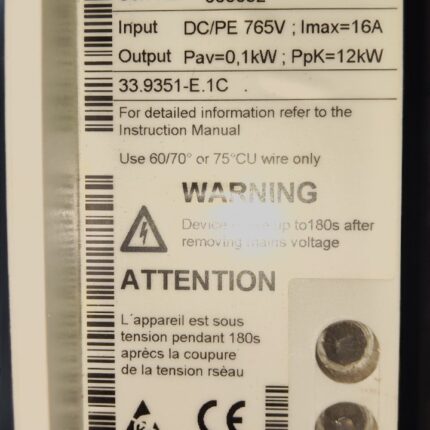 Input DC/PE 765V ; Imax=16A
Output Pav=0,1kW ; PpK=12kW
33.9351-E.1C .
For detailed information refer to the
Instruction Manual
Use 60/70° or 75°CU wire only
WARNING
Device up to180s after
removing mains voltage
ATTENTION
L´appareil est sous
tension pendant 180s
aprècs la coupure
de la tension rséau
CE